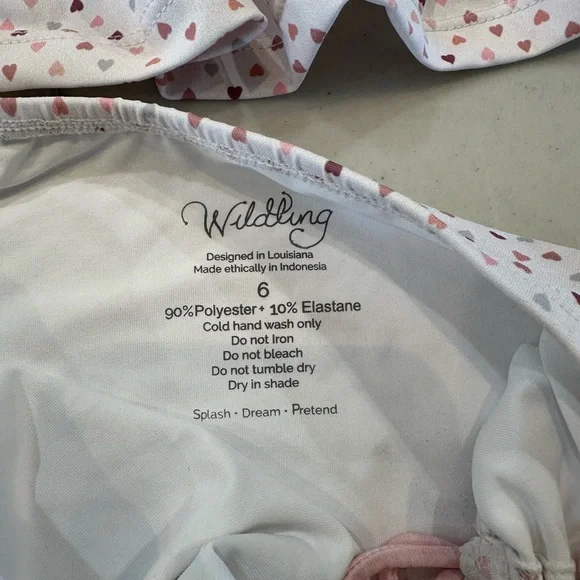 Wildling
Designed in Louisiana
Made ethically in Indonesia
6
90%Polyester + 10% Elastane
Cold hand wash only
Do not Iron
Do not bleach
Do not tumble dry
Dry in shade
Splash • Dream • Pretend